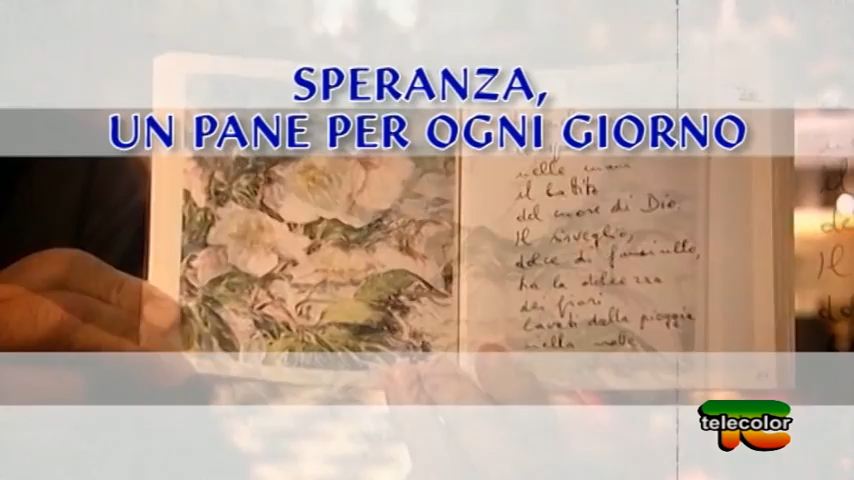 SPERANZA,
UN PANE PER OGNI GIORNO
nelle mani
il battito
del cuore di Dio.
Il risveglio,
dolce di fanciullo,
ha la dolcezza
dei fiori
lavati dalla pioggia
nella notte
telecolor